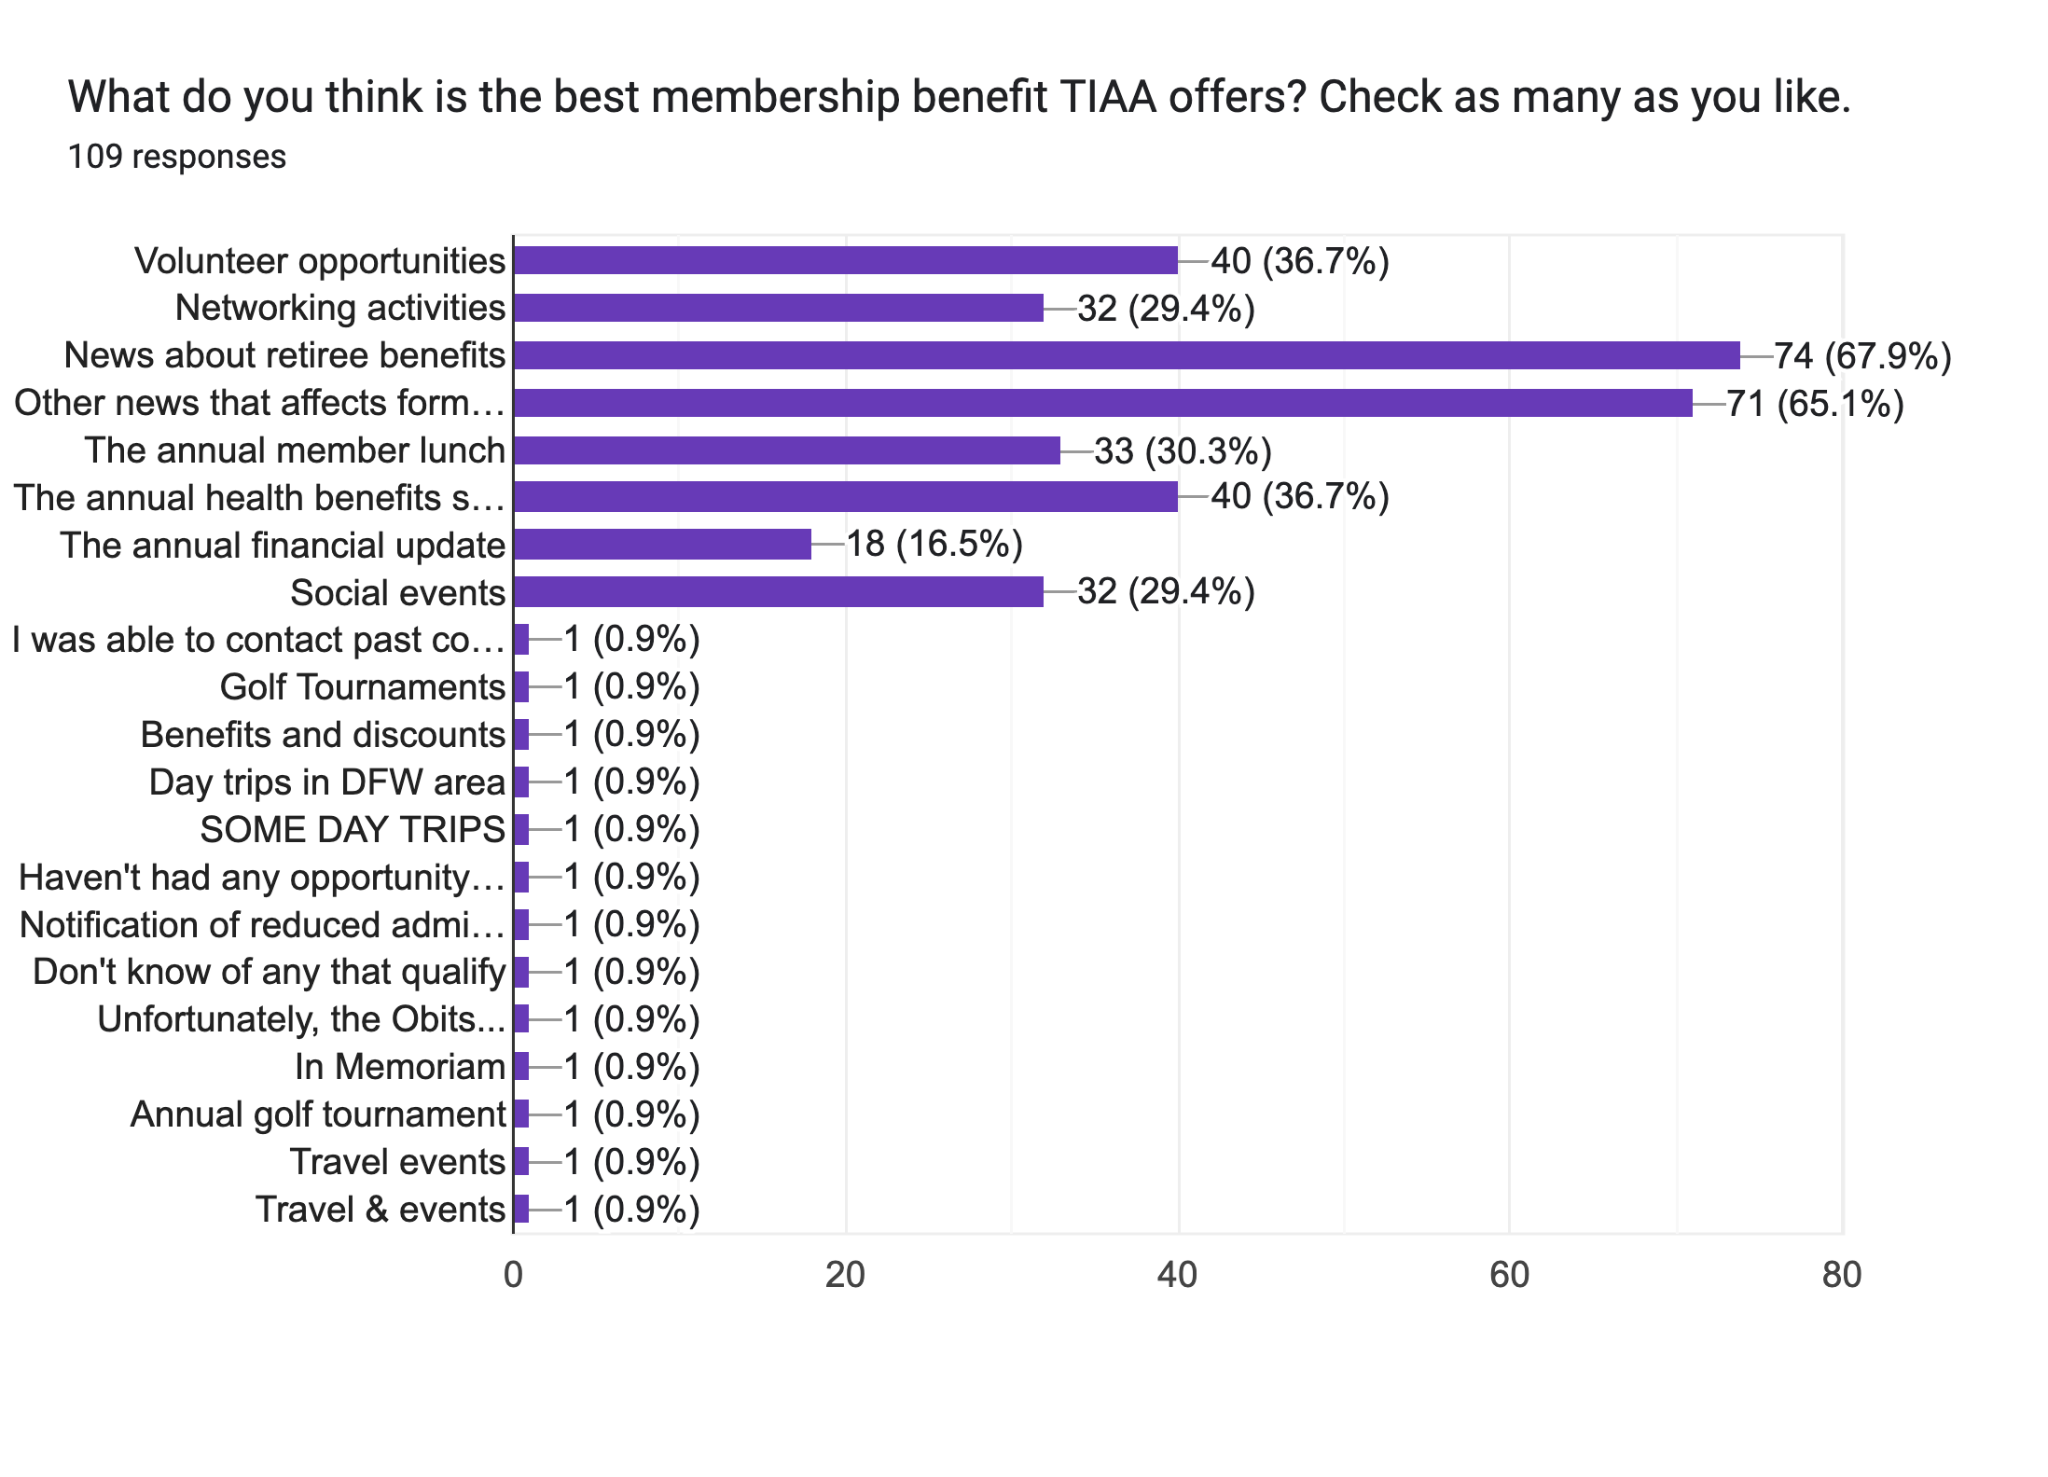 What do you think is the best membership benefit TIAA offers? Check as many as you like.
109 responses
Volunteer opportunities 40 (36.7%)
Networking activities 32 (29.4%)
News about retiree benefits 74 (67.9%)
Other news that affects form... 71 (65.1%)
The annual member lunch 33 (30.3%)
The annual health benefits s... 40 (36.7%)
The annual financial update 18 (16.5%)
Social events 32 (29.4%)
I was able to contact past co... 1 (0.9%)
Golf Tournaments 1 (0.9%)
Benefits and discounts 1 (0.9%)
Day trips in DFW area 1 (0.9%)
SOME DAY TRIPS 1 (0.9%)
Haven't had any opportunity... 1 (0.9%)
Notification of reduced admi... 1 (0.9%)
Don't know of any that qualify 1 (0.9%)
Unfortunately, the Obits... 1 (0.9%)
In Memoriam 1 (0.9%)
Annual golf tournament 1 (0.9%)
Travel events 1 (0.9%)
Travel & events 1 (0.9%)
0 20 40 60 80